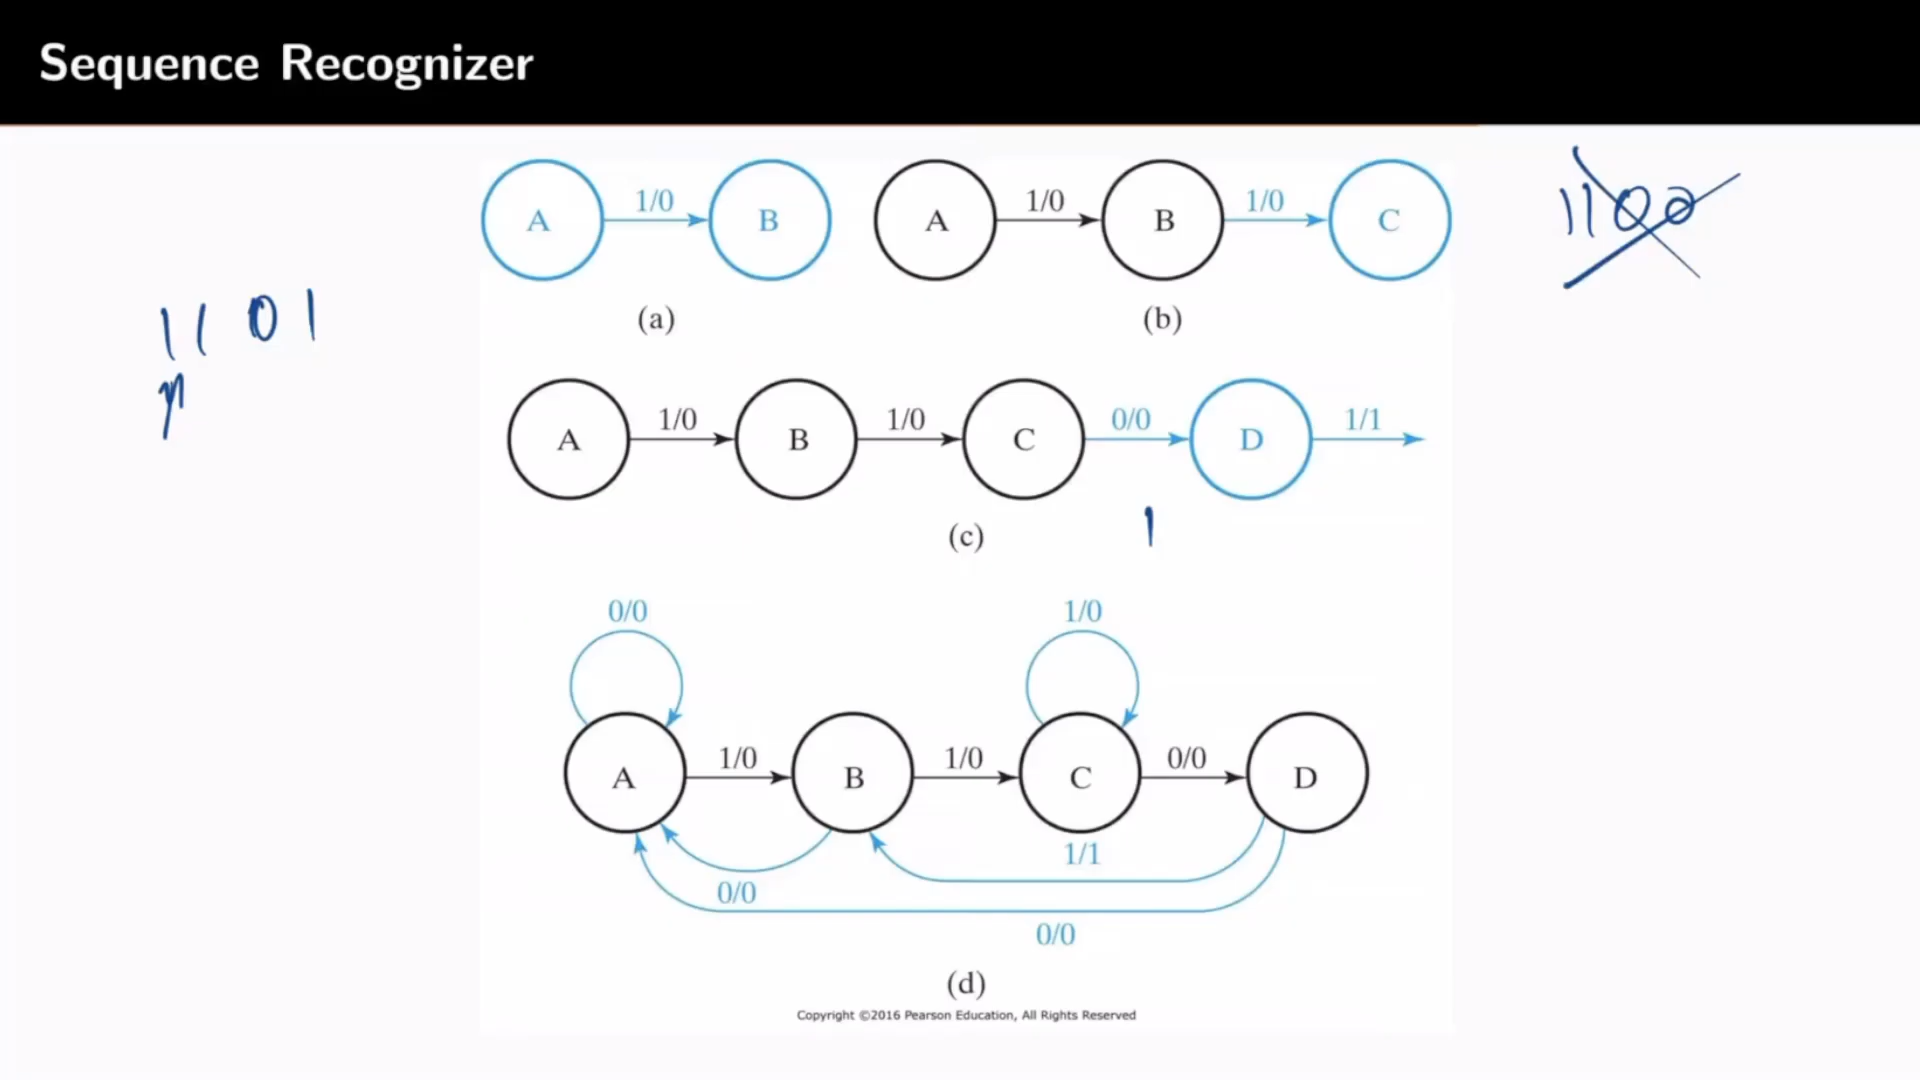 Sequence Recognizer
A 1/0 B A 1/0 B 1/0 C
1100
(a) (b)
1101
A 1/0 B 1/0 C 0/0 D 1/1
(c) 1
0/0 1/0
A 1/0 B 1/0 C 0/0 D
1/1
0/0
0/0
(d)
Copyright ©2016 Pearson Education, All Rights Reserved